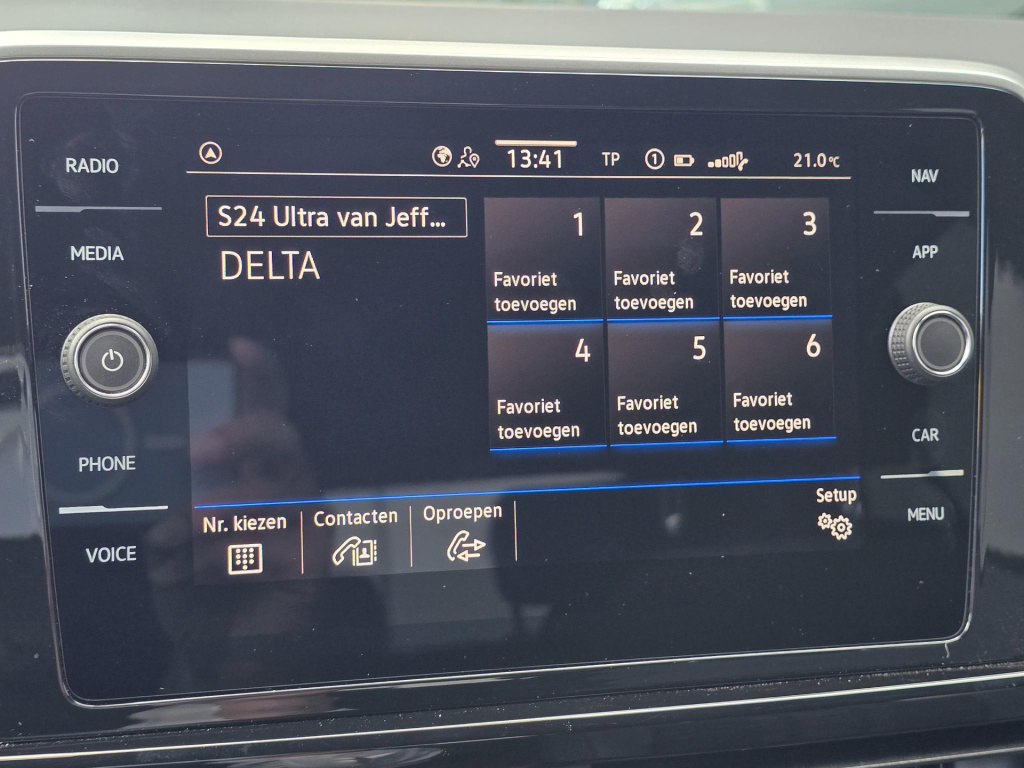 RADIO
MEDIA
PHONE
VOICE
13:41
TP
1
21.0°C
S24 Ultra van Jeff...
DELTA
1
Favoriet
toevoegen
2
Favoriet
toevoegen
3
Favoriet
toevoegen
4
Favoriet
toevoegen
5
Favoriet
toevoegen
6
Favoriet
toevoegen
Nr. kiezen
Contacten
Oproepen
Setup
NAV
APP
CAR
MENU